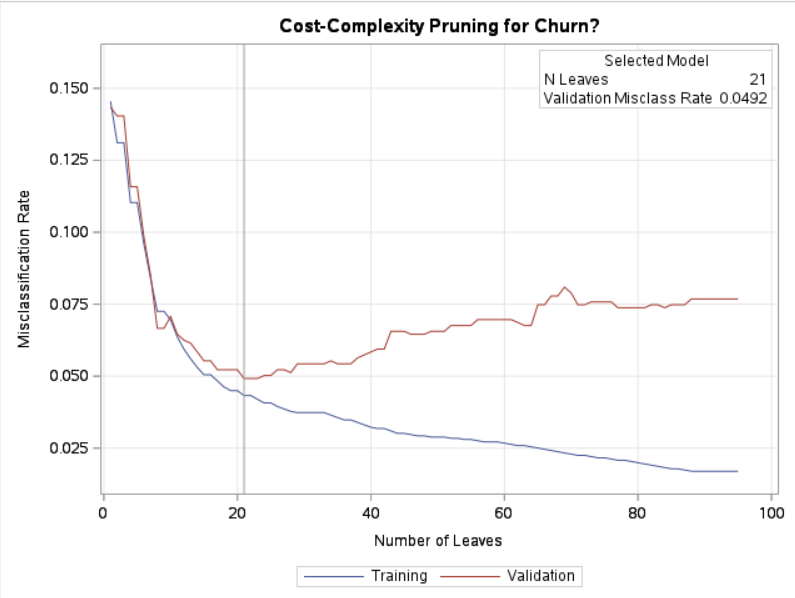 Cost-Complexity Pruning for Churn?
Selected Model
N Leaves 21
Validation Misclass Rate 0.0492
0.150
0.125
0.100
0.075
0.050
0.025
Misclassification Rate
0 20 40 60 80 100
Number of Leaves
Training Validation